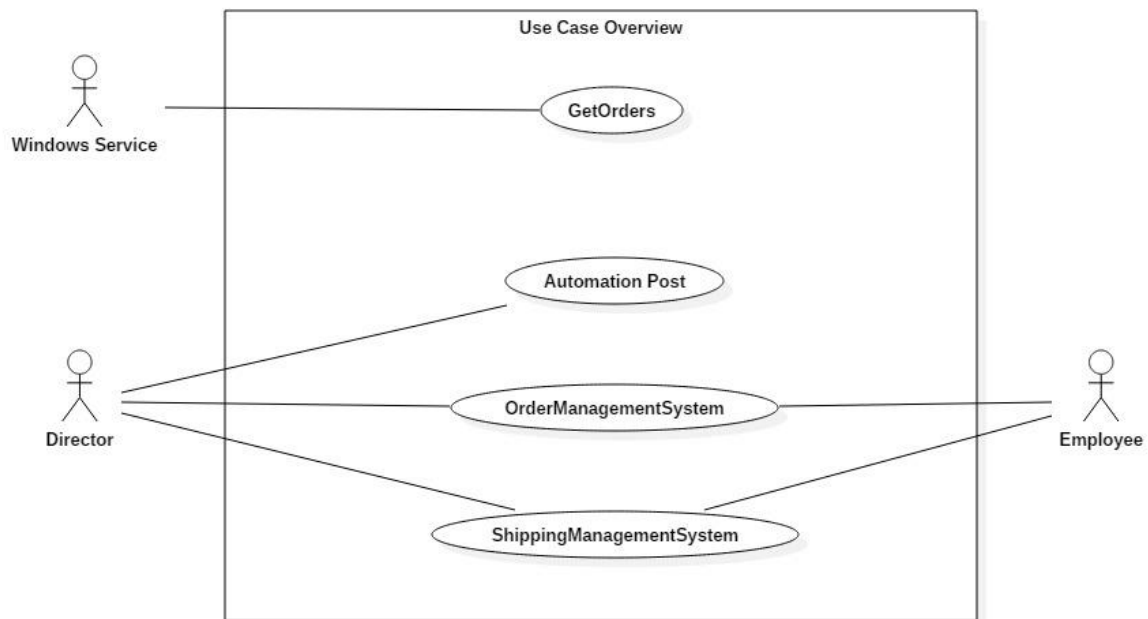 Use Case Overview
GetOrders
Windows Service
Automation Post
OrderManagementSystem
Director
Employee
ShippingManagementSystem